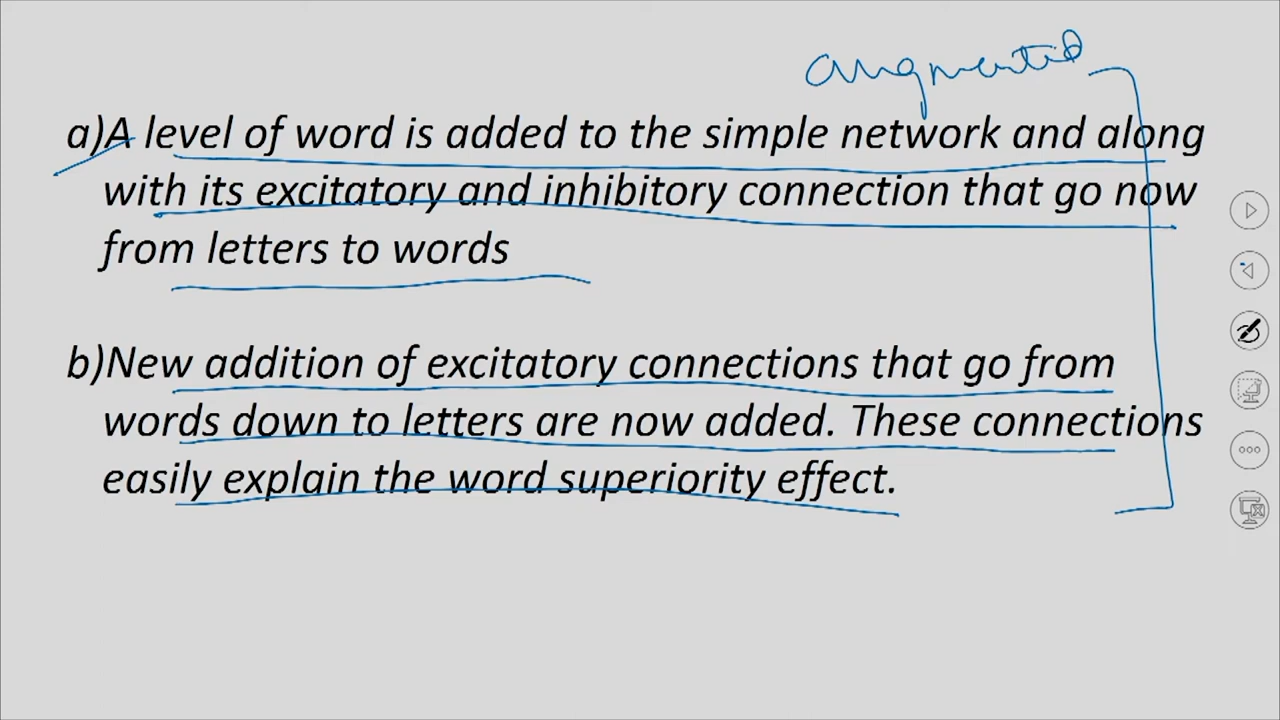 augmented
a)A level of word is added to the simple network and along
with its excitatory and inhibitory connection that go now
from letters to words
b)New addition of excitatory connections that go from
words down to letters are now added. These connections
easily explain the word superiority effect.